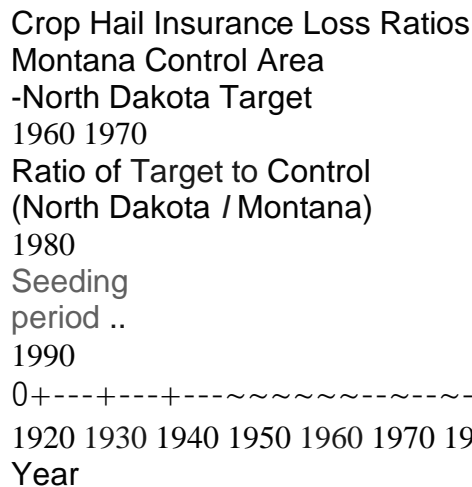 Crop Hail Insurance Loss Ratios
Montana Control Area
-North Dakota Target
1960 1970
Ratio of Target to Control
(North Dakota I Montana)
1980
Seeding
period ..
1990
0+---+---+---~~~~~~--~--~-
1920 1930 1940 1950 1960 1970 19
Year